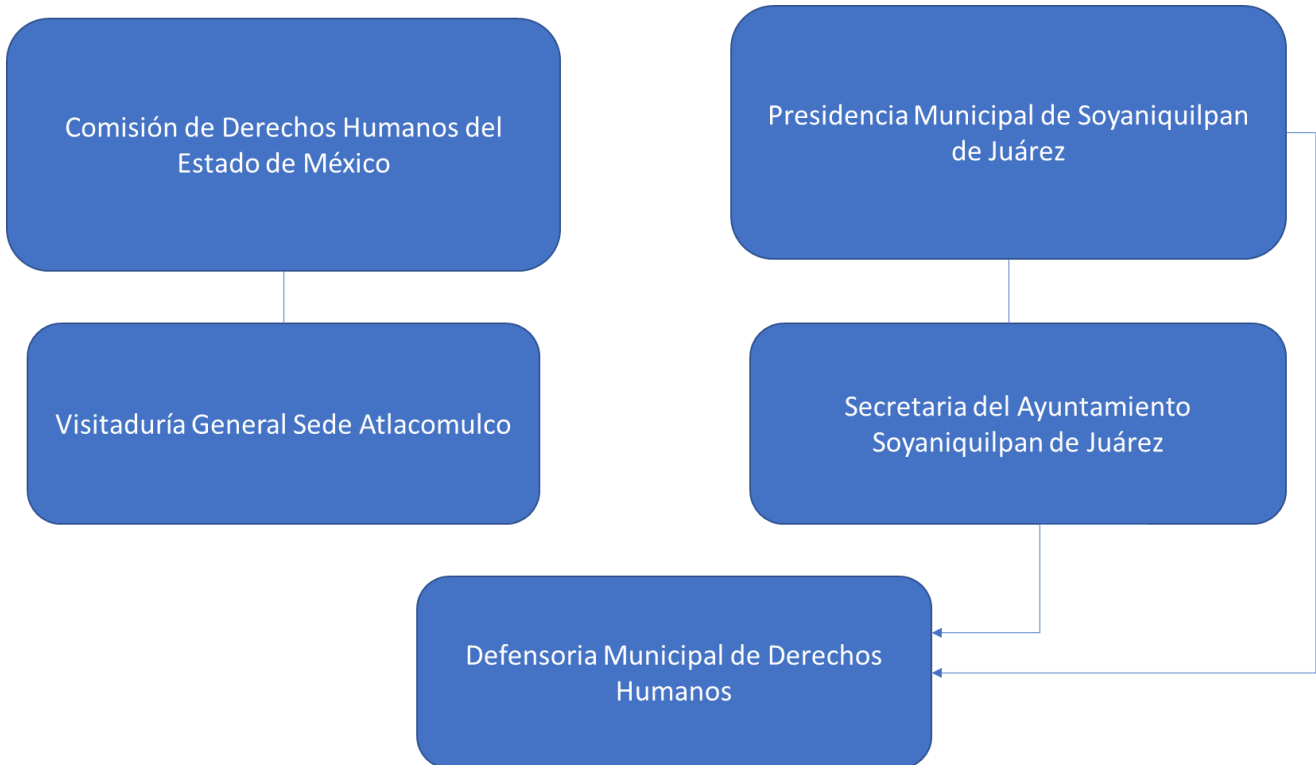 Comisión de Derechos Humanos del
Estado de México
Presidencia Municipal de Soyaniquilpan
de Juárez
Visitaduría General Sede Atlacomulco
Secretaria del Ayuntamiento
Soyaniquilpan de Juárez
Defensoria Municipal de Derechos
Humanos